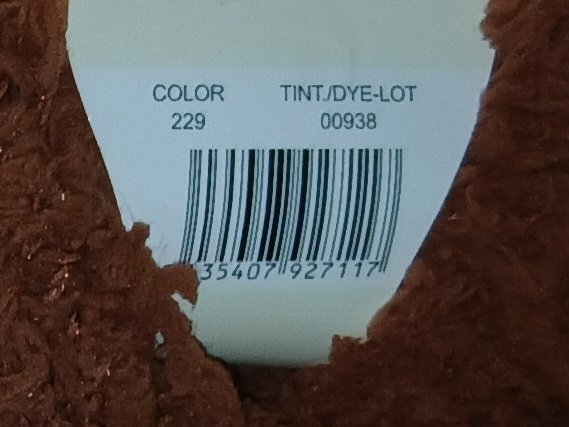 COLOR TINT./DYE-LOT
229 00938
35407 927117